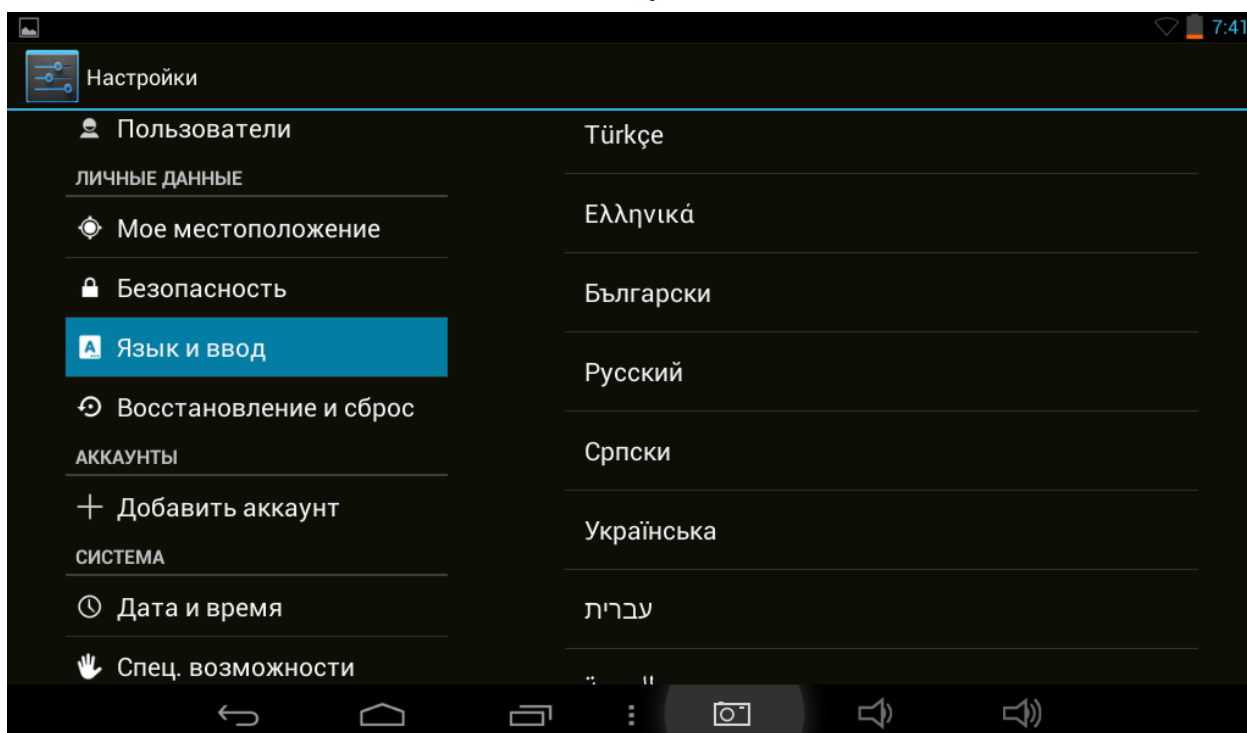 7:41
Настройки
Пользователи
ЛИЧНЫЕ ДАННЫЕ
Мое местоположение
Безопасность
Язык и ввод
Восстановление и сброс
АККАУНТЫ
Добавить аккаунт
СИСТЕМА
Дата и время
Спец. возможности
Türkçe
Ελληνικά
Български
Русский
Српски
Українська
עברית